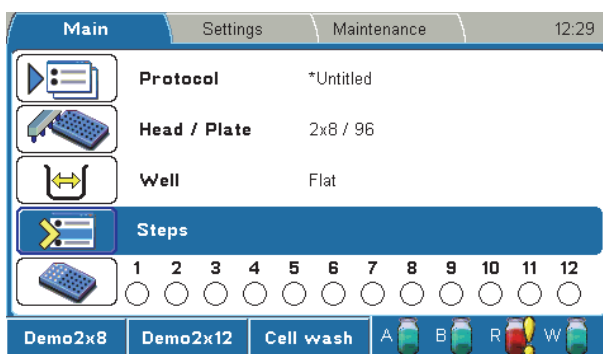 Main Settings Maintenance 12:29
Protocol *Untitled
Head / Plate 2x8 / 96
Well Flat
Steps
1 2 3 4 5 6 7 8 9 10 11 12
Demo2x8 Demo2x12 Cell wash A B R W